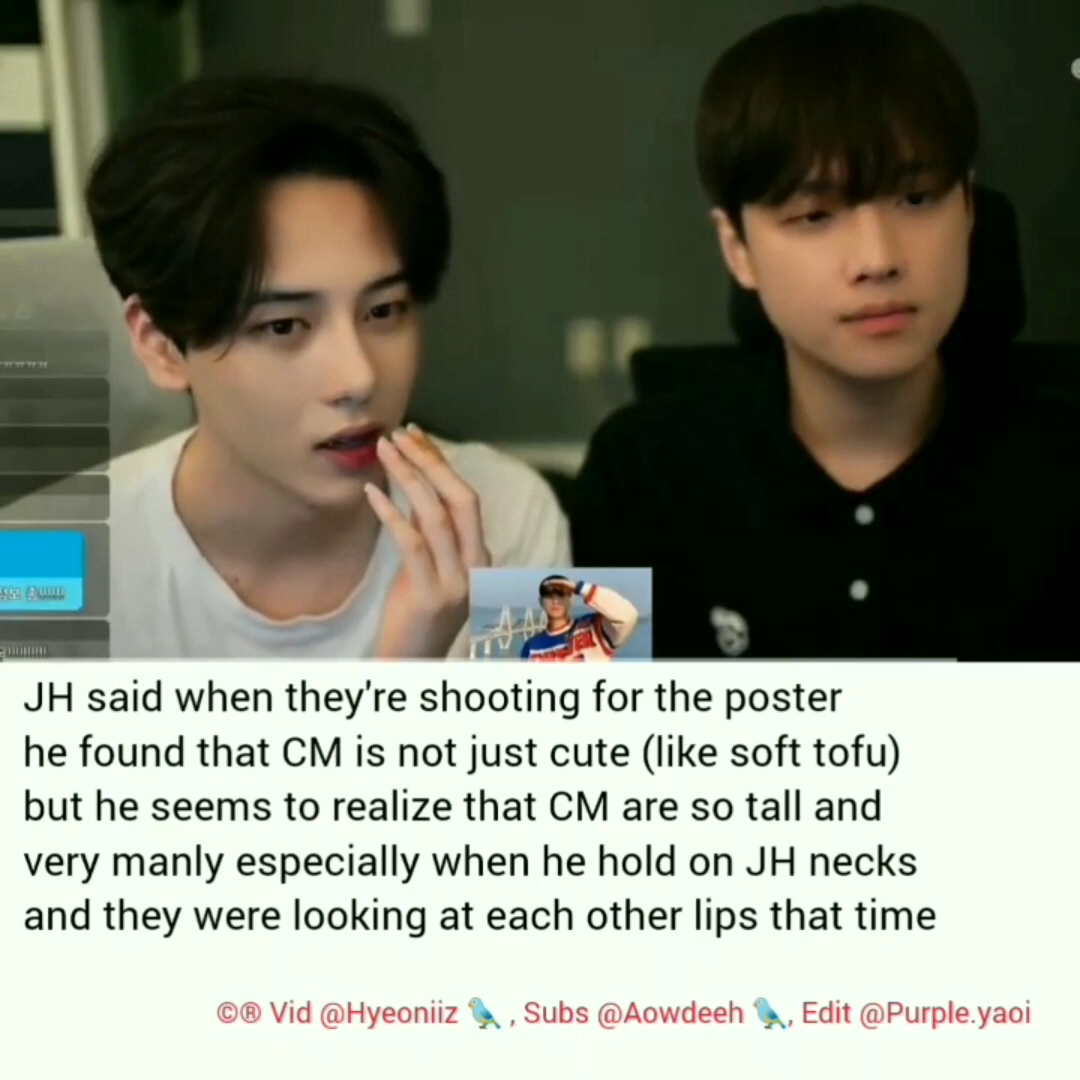 JH said when they're shooting for the poster
he found that CM is not just cute (like soft tofu)
but he seems to realize that CM are so tall and
very manly especially when he hold on JH necks
and they were looking at each other lips that time
©® Vid @Hyeoniiz 🐦, Subs @Aowdeeh 🐦, Edit @Purple.yaoi